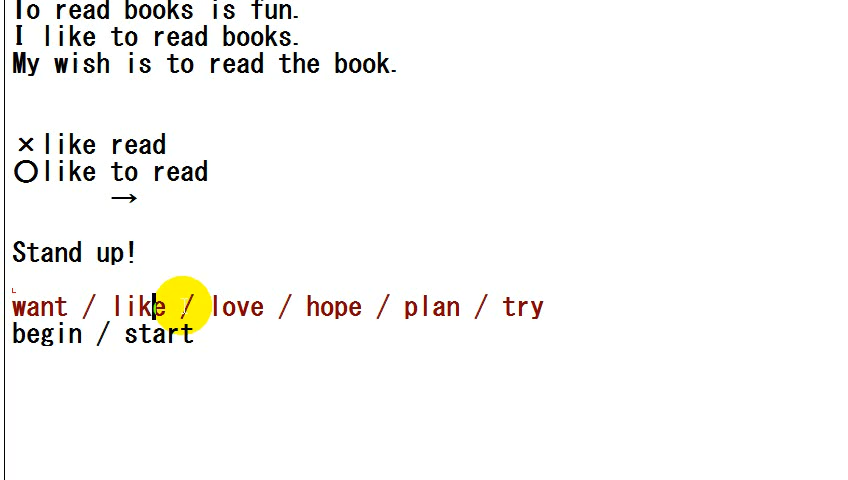 To read books is fun.
I like to read books.
My wish is to read the book.
×like read
○like to read
→
Stand up!
want / like / love / hope / plan / try
begin / start